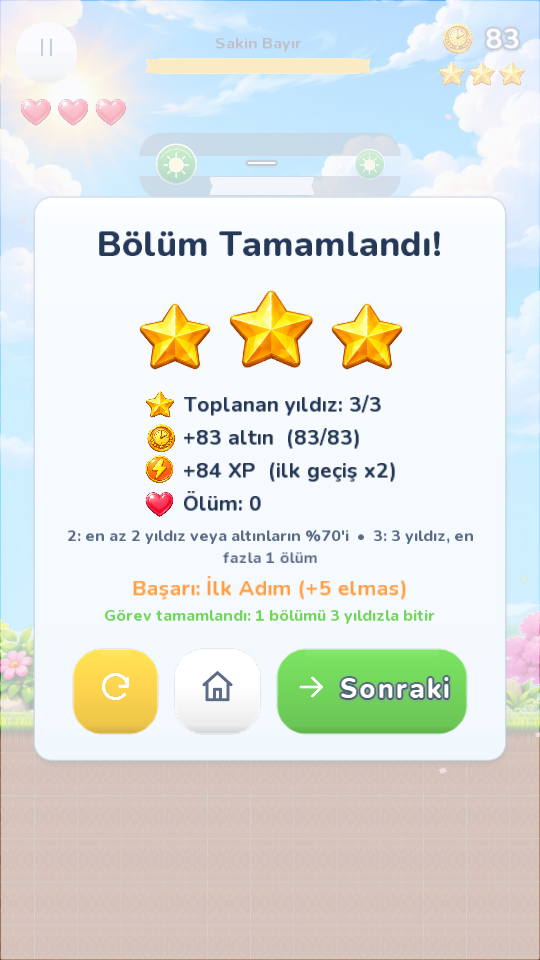 Sakin Bayır
83
Bölüm Tamamlandı!
Toplanan yıldız: 3/3
+83 altın (83/83)
+84 XP (ilk geçiş x2)
Ölüm: 0
2: en az 2 yıldız veya altınların %70'i • 3: 3 yıldız, en
fazla 1 ölüm
Başarı: İlk Adım (+5 elmas)
Görev tamamlandı: 1 bölümü 3 yıldızla bitir
Sonraki